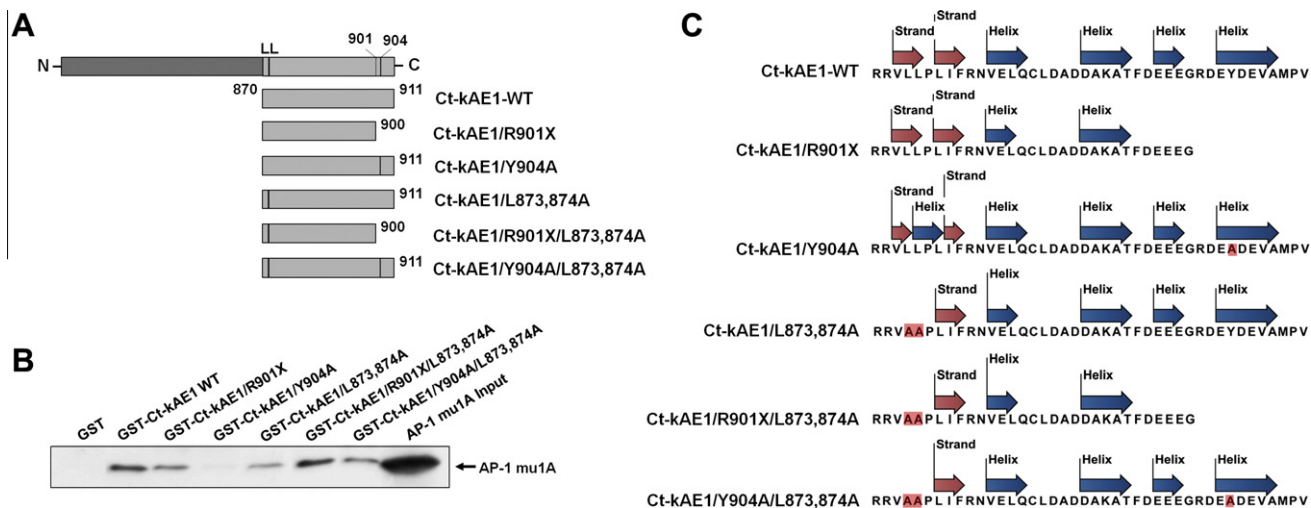 A
901 904
LL
N C
870 911
Ct-kAE1-WT
900
Ct-kAE1/R901X
911
Ct-kAE1/Y904A
911
Ct-kAE1/L873,874A
900
Ct-kAE1/R901X/L873,874A
911
Ct-kAE1/Y904A/L873,874A
B
GST
GST-Ct-kAE1 WT
GST-Ct-kAE1/R901X
GST-Ct-kAE1/Y904A
GST-Ct-kAE1/L873,874A
GST-Ct-kAE1/R901X/L873,874A
GST-Ct-kAE1/Y904A/L873,874A
AP-1 mu1A Input
AP-1 mu1A
C
Strand
Strand Helix Helix Helix Helix
Ct-kAE1-WT
RRVLLPLIFRNVELQCLDADDAKATFDEEEGRDEYDEVAMPV
Strand
Strand Helix Helix
Ct-kAE1/R901X
RRVLLPLIFRNVELQCLDADDAKATFDEEEG
Strand Strand
Helix Helix Helix Helix Helix
Ct-kAE1/Y904A
RRVLLPLIFRNVELQCLDADDAKATFDEEEGRDEADEVAMPV
Strand Helix Helix Helix Helix
Ct-kAE1/L873,874A
RRVAAPLIFRNVELQCLDADDAKATFDEEEGRDEYDEVAMPV
Helix
Strand Helix
Ct-kAE1/R901X/L873,874A
RRVAAPLIFRNVELQCLDADDAKATFDEEEG
Strand Helix Helix Helix Helix
Ct-kAE1/Y904A/L873,874A
RRVAAPLIFRNVELQCLDADDAKATFDEEEGRDEADEVAMPV